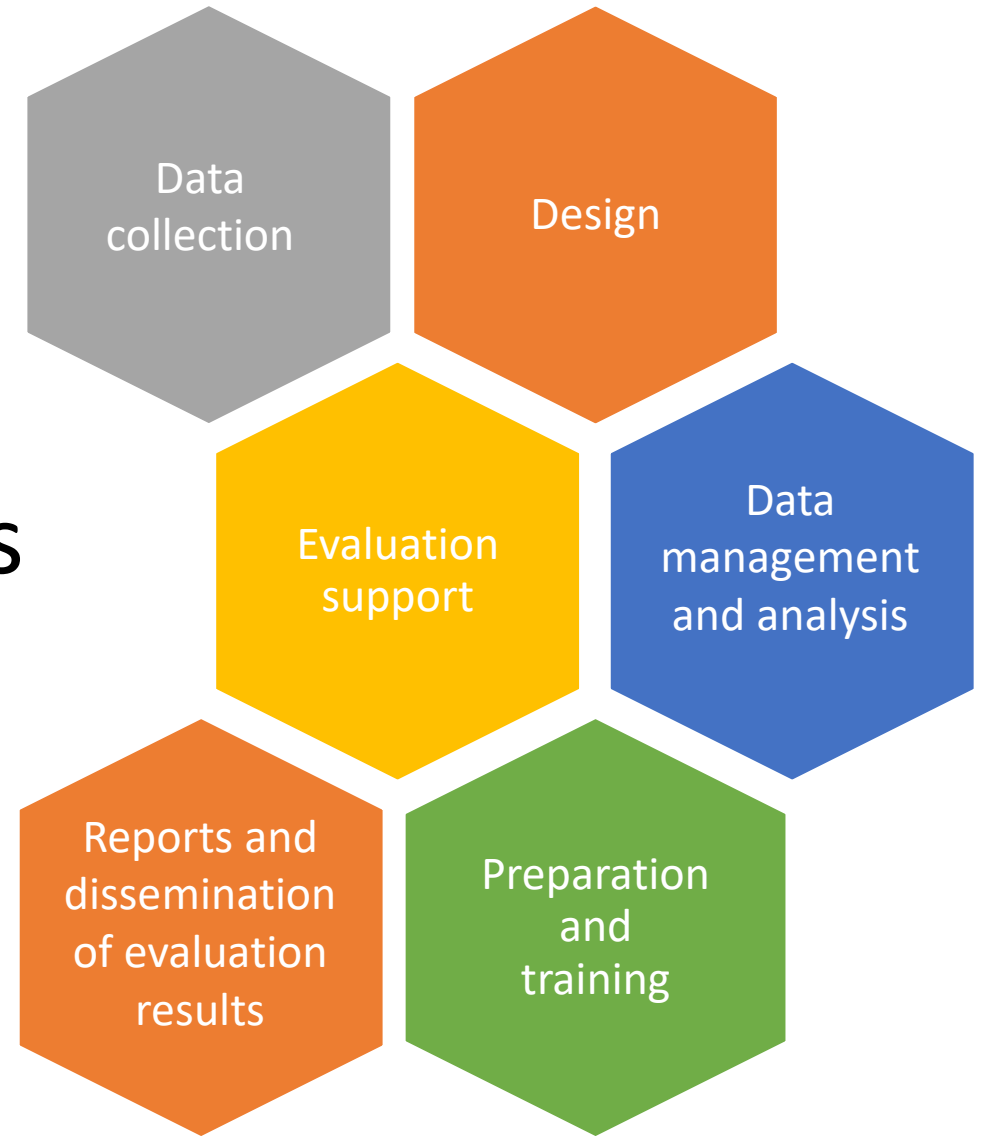 Data
collection
Design
s
Evaluation
support
Data
management
and analysis
Reports and
dissemination
of evaluation
results
Preparation
and
training